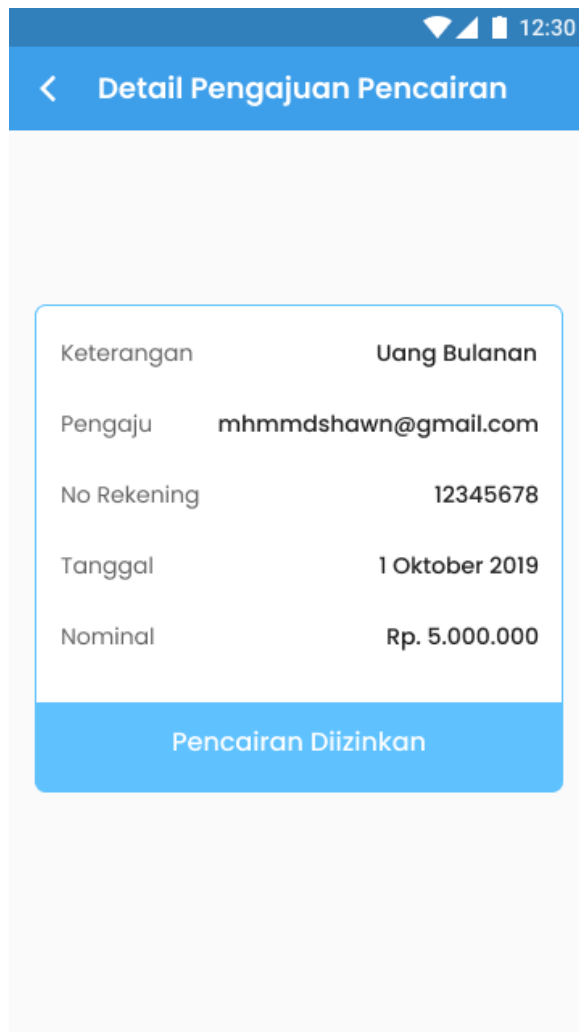 12:30
Detail Pengajuan Pencairan
Keterangan Uang Bulanan
Pengaju mhmmdshawn@gmail.com
No Rekening 12345678
Tanggal 1 Oktober 2019
Nominal Rp. 5.000.000
Pencairan Diizinkan